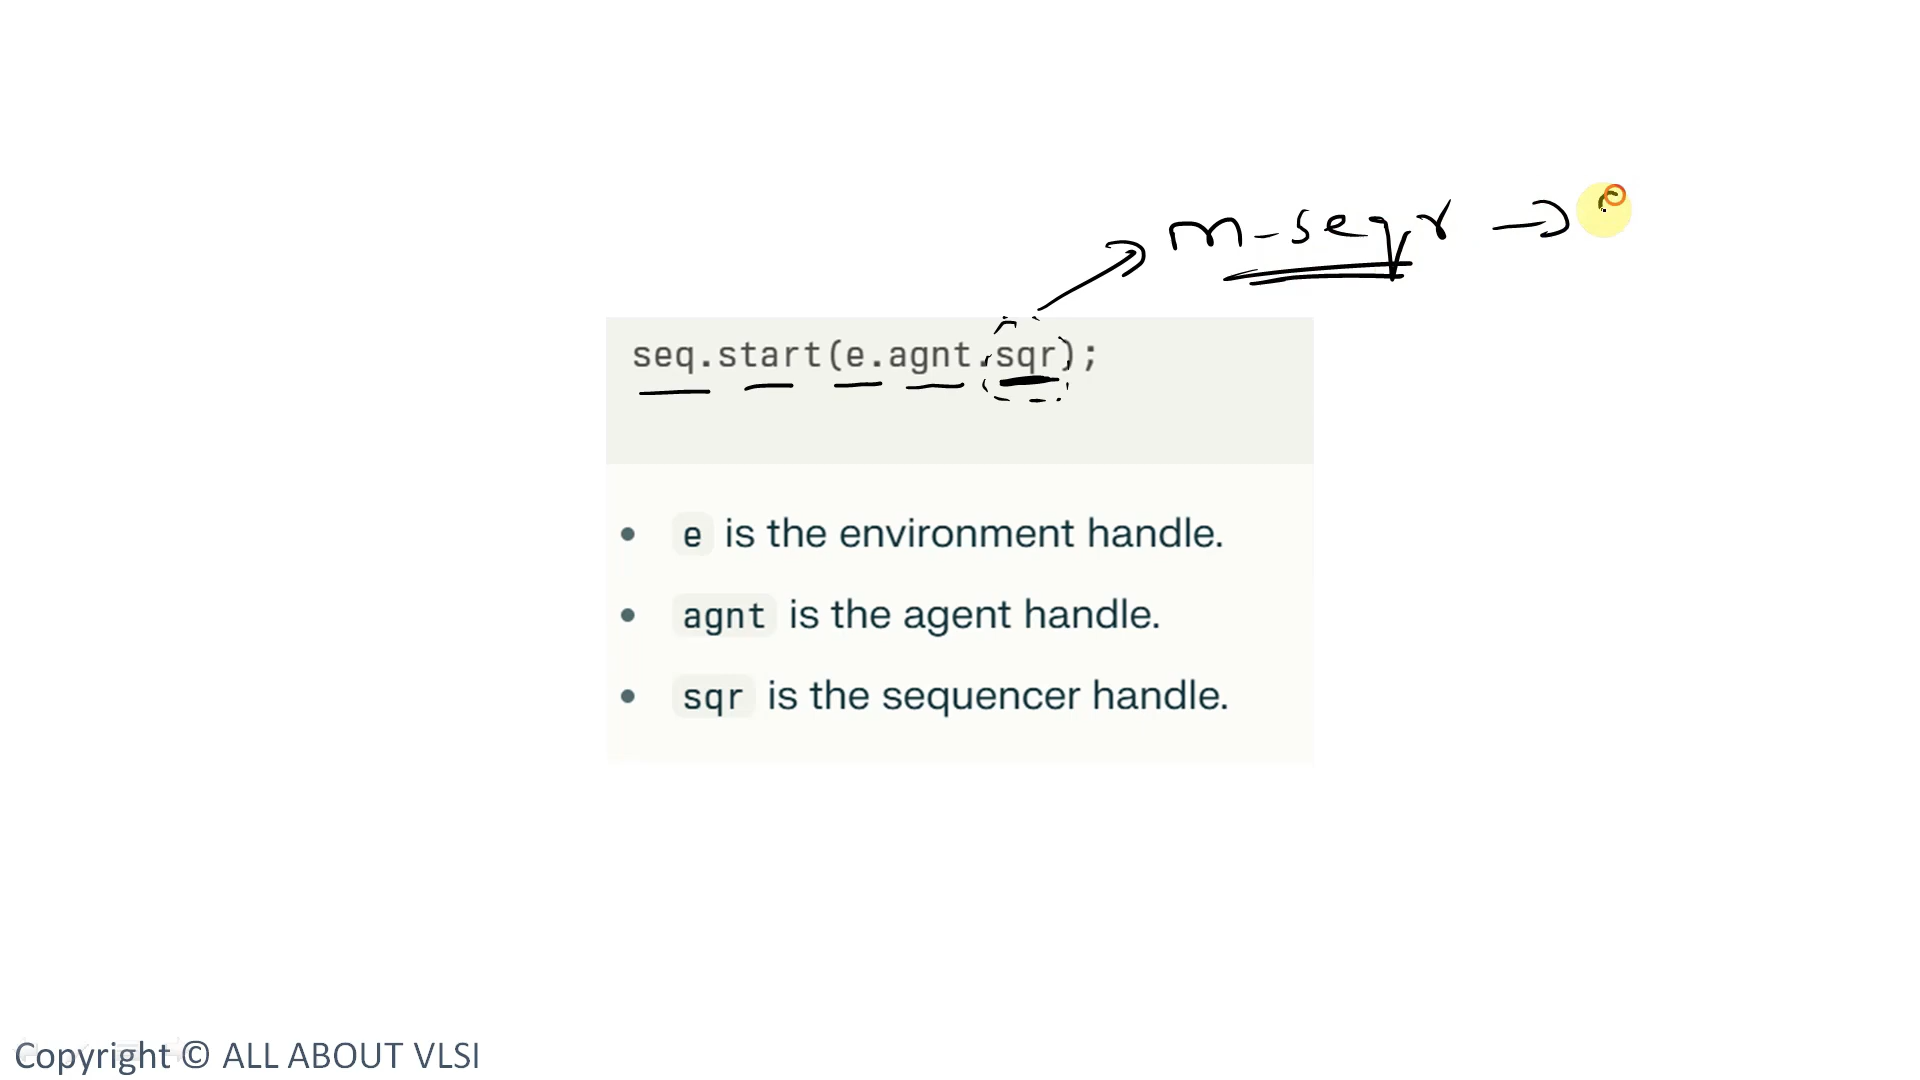 m-seqr →
seq.start(e.agnt.sqr);
• e is the environment handle.
• agnt is the agent handle.
• sqr is the sequencer handle.
Copyright © ALL ABOUT VLSI